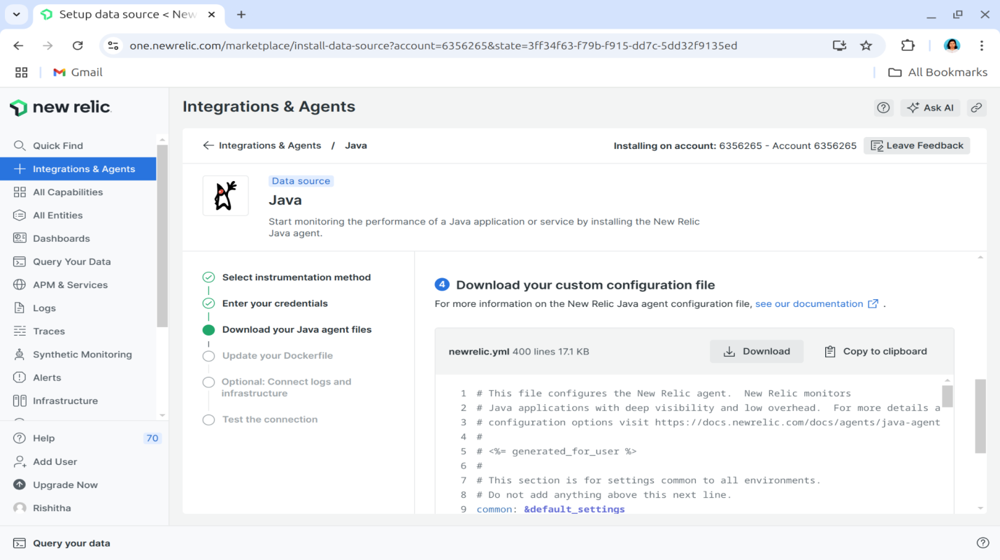 Setup data source < New
one.newrelic.com/marketplace/install-data-source?account=6356265&state=3ff34f63-f79b-f915-dd7c-5dd32f9135ed
Gmail
All Bookmarks
new relic
Quick Find
Integrations & Agents
All Capabilities
All Entities
Dashboards
Query Your Data
APM & Services
Logs
Traces
Synthetic Monitoring
Alerts
Infrastructure
Help 70
Add User
Upgrade Now
Rishitha
Integrations & Agents
Ask AI
Integrations & Agents / Java
Installing on account: 6356265 - Account 6356265
Leave Feedback
Data source
Java
Start monitoring the performance of a Java application or service by installing the New Relic
Java agent.
Select instrumentation method
Enter your credentials
Download your Java agent files
Update your Dockerfile
Optional: Connect logs and
infrastructure
Test the connection
4 Download your custom configuration file
For more information on the New Relic Java agent configuration file, see our documentation .
newrelic.yml 400 lines 17.1 KB
Download
Copy to clipboard
1 # This file configures the New Relic agent.  New Relic monitors
2 # Java applications with deep visibility and low overhead.  For more details a
3 # configuration options visit https://docs.newrelic.com/docs/agents/java-agent
4 #
5 # <%= generated_for_user %>
6 #
7 # This section is for settings common to all environments.
8 # Do not add anything above this next line.
9 common: &default_settings
Query your data